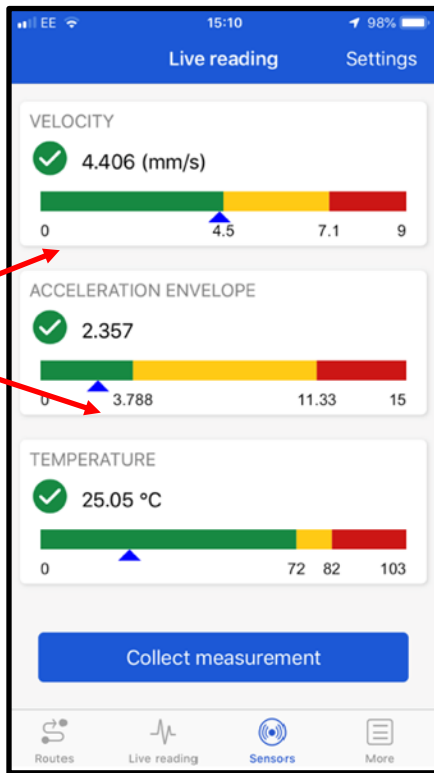 EE 15:10 98%
Live reading Settings
VELOCITY
4.406 (mm/s)
0 4.5 7.1 9
ACCELERATION ENVELOPE
2.357
0 3.788 11.33 15
TEMPERATURE
25.05 °C
0 72 82 103
Collect measurement
Routes Live reading Sensors More